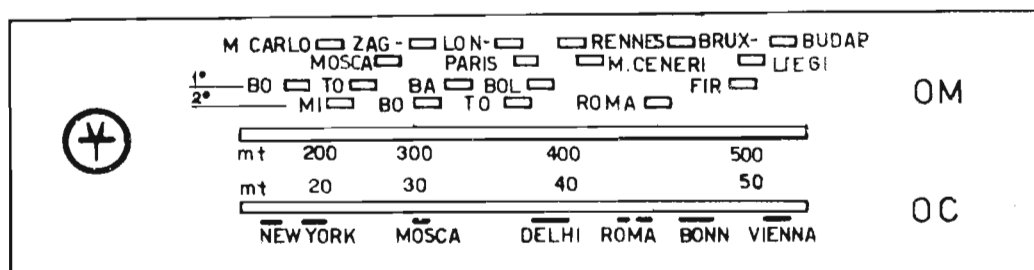 M CARLO ZAG- LON- RENNES BRUX- BUDAP
MOSCA PARIS M.CENERI LIEGI
1° BO TO BA BOL FIR OM
2° MI BO TO ROMA
mt 200 300 400 500
mt 20 30 40 50
OC
NEW YORK MOSCA DELHI ROMA BONN VIENNA